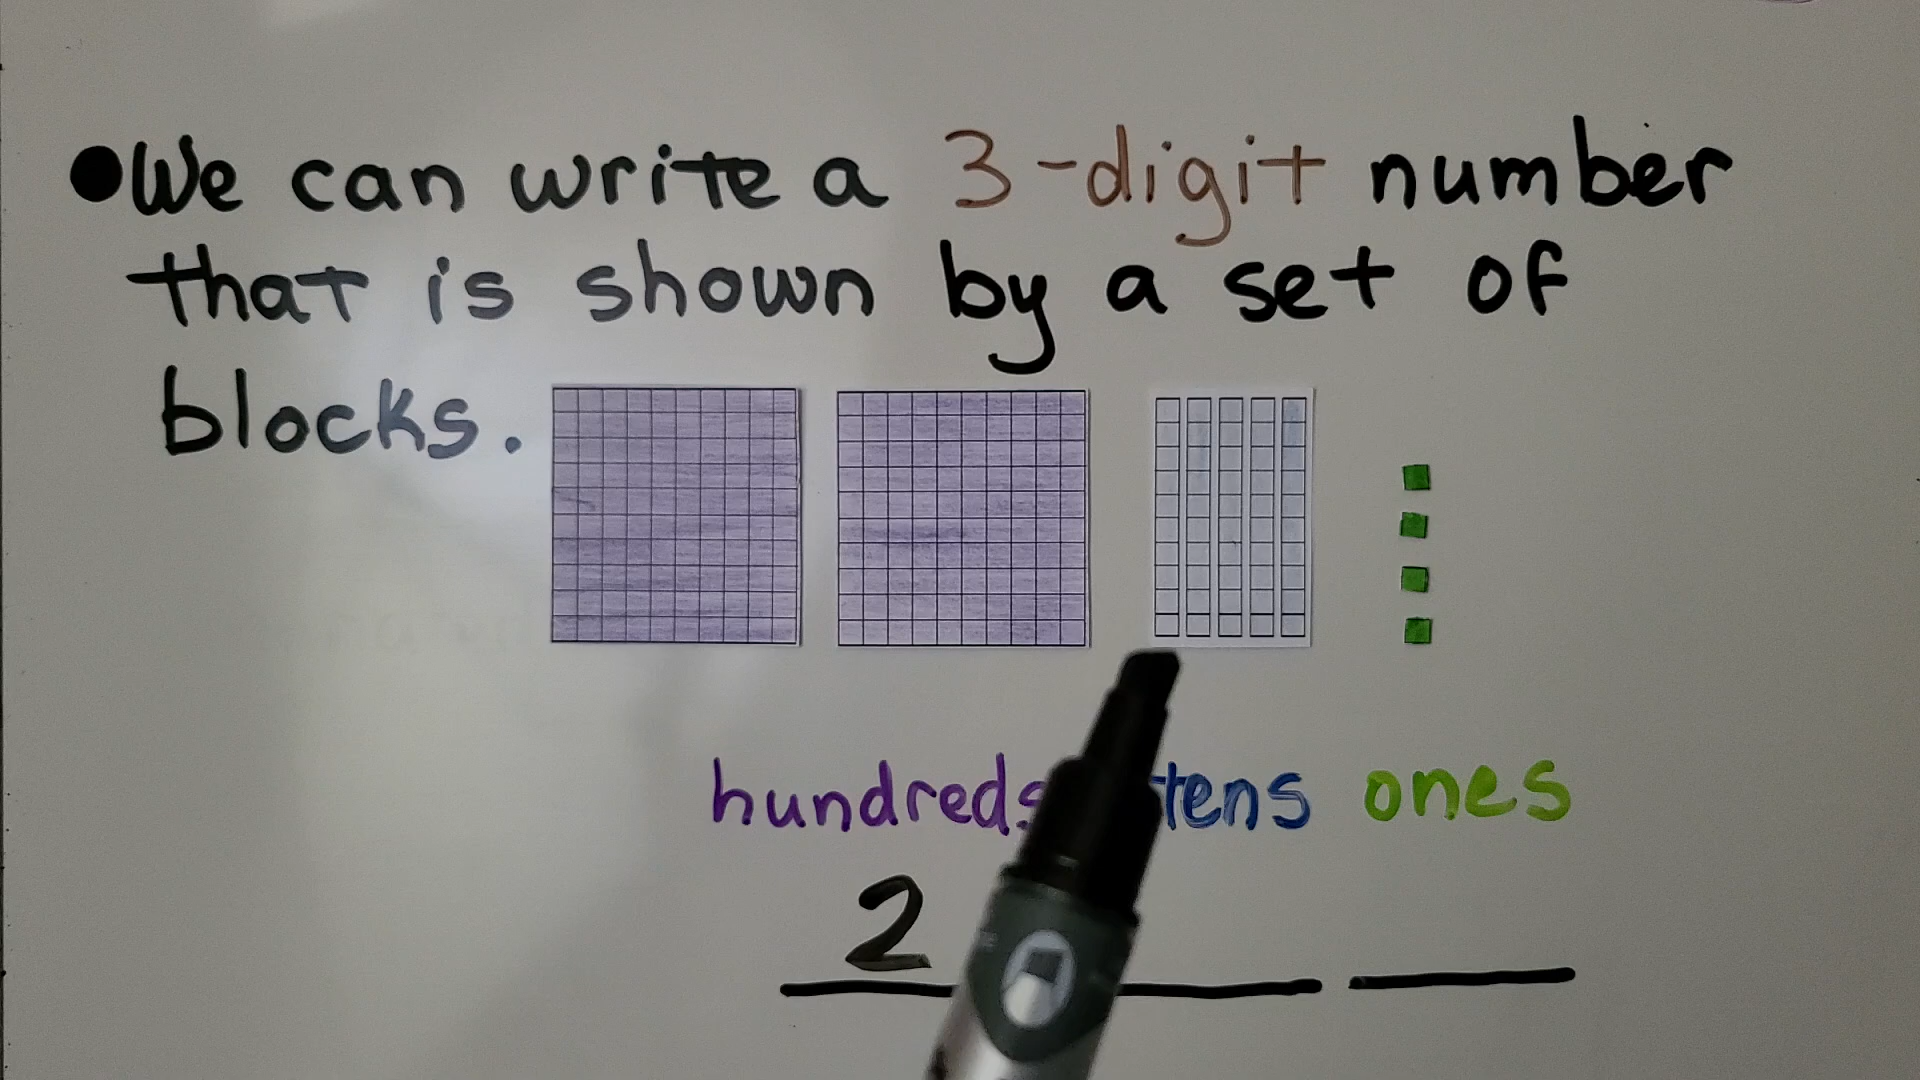 ●We can write a 3-digit number
that is shown by a set of
blocks.
hundreds tens ones
2